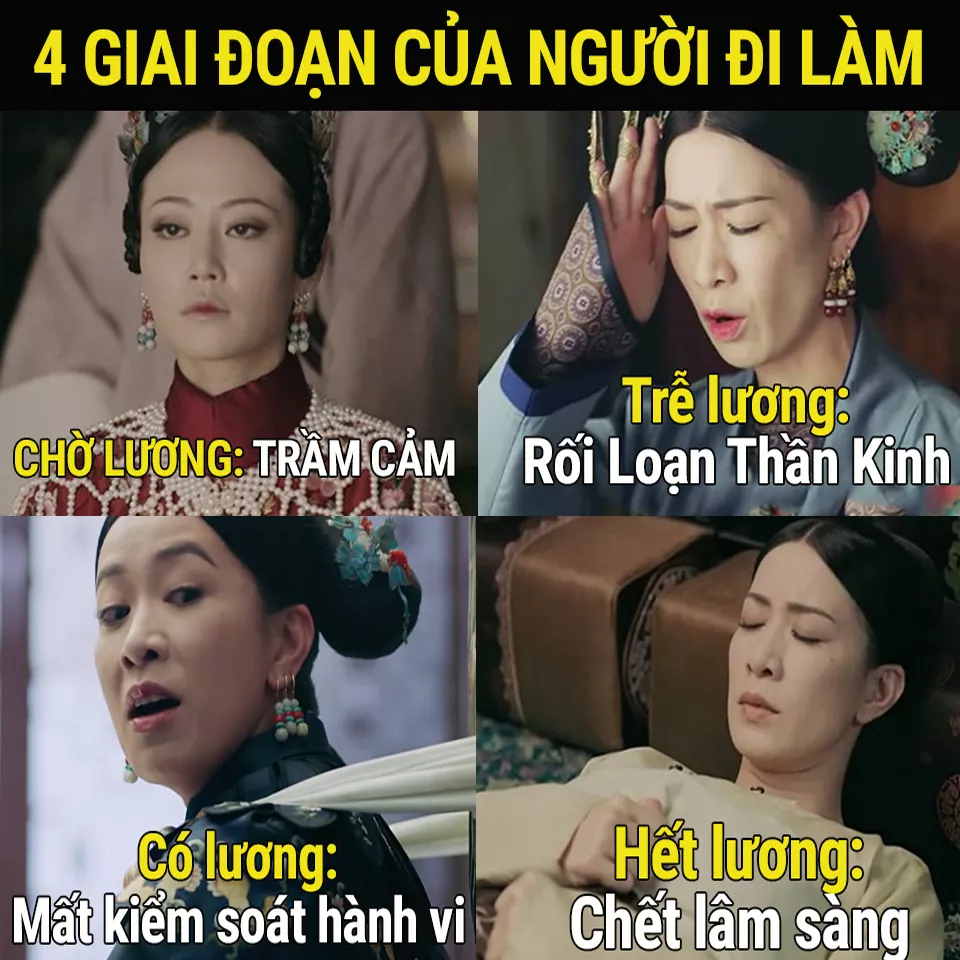 4 GIAI ĐOẠN CỦA NGƯỜI ĐI LÀM
CHỜ LƯƠNG: TRẦM CẢM
Trễ lương:
Rối Loạn Thần Kinh
Có lương:
Mất kiểm soát hành vi
Hết lương:
Chết lâm sàng